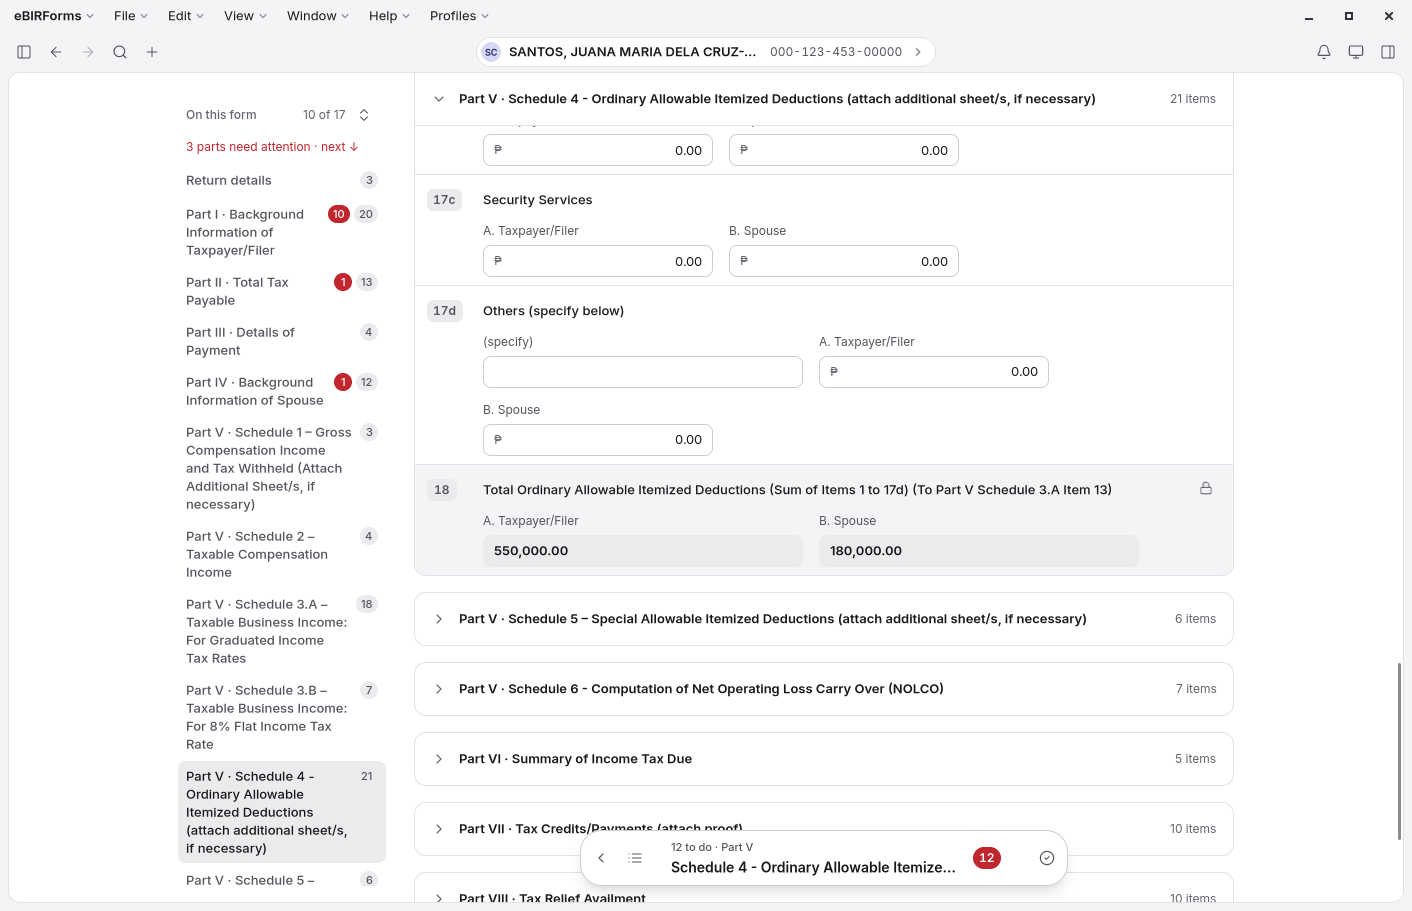 eBIRForms File Edit View Window Help Profiles
SC SANTOS, JUANA MARIA DELA CRUZ-... 000-123-453-00000
On this form 10 of 17
3 parts need attention · next ↓
Return details 3
Part I · Background 10 20
Information of
Taxpayer/Filer
Part II · Total Tax 1 13
Payable
Part III · Details of 4
Payment
Part IV · Background 1 12
Information of Spouse
Part V · Schedule 1 – Gross 3
Compensation Income
and Tax Withheld (Attach
Additional Sheet/s, if
necessary)
Part V · Schedule 2 – 4
Taxable Compensation
Income
Part V · Schedule 3.A – 18
Taxable Business Income:
For Graduated Income
Tax Rates
Part V · Schedule 3.B – 7
Taxable Business Income:
For 8% Flat Income Tax
Rate
Part V · Schedule 4 - 21
Ordinary Allowable
Itemized Deductions
(attach additional sheet/s,
if necessary)
Part V · Schedule 5 – 6
Part V · Schedule 4 - Ordinary Allowable Itemized Deductions (attach additional sheet/s, if necessary) 21 items
₱ 0.00 ₱ 0.00
17c Security Services
A. Taxpayer/Filer B. Spouse
₱ 0.00 ₱ 0.00
17d Others (specify below)
(specify) A. Taxpayer/Filer
₱ 0.00
B. Spouse
₱ 0.00
18 Total Ordinary Allowable Itemized Deductions (Sum of Items 1 to 17d) (To Part V Schedule 3.A Item 13)
A. Taxpayer/Filer B. Spouse
550,000.00 180,000.00
Part V · Schedule 5 – Special Allowable Itemized Deductions (attach additional sheet/s, if necessary) 6 items
Part V · Schedule 6 - Computation of Net Operating Loss Carry Over (NOLCO) 7 items
Part VI · Summary of Income Tax Due 5 items
Part VII · Tax Credits/Payments (attach proof) 10 items
Part VIII · Tax Relief Availment 10 items
12 to do · Part V
Schedule 4 - Ordinary Allowable Itemize... 12